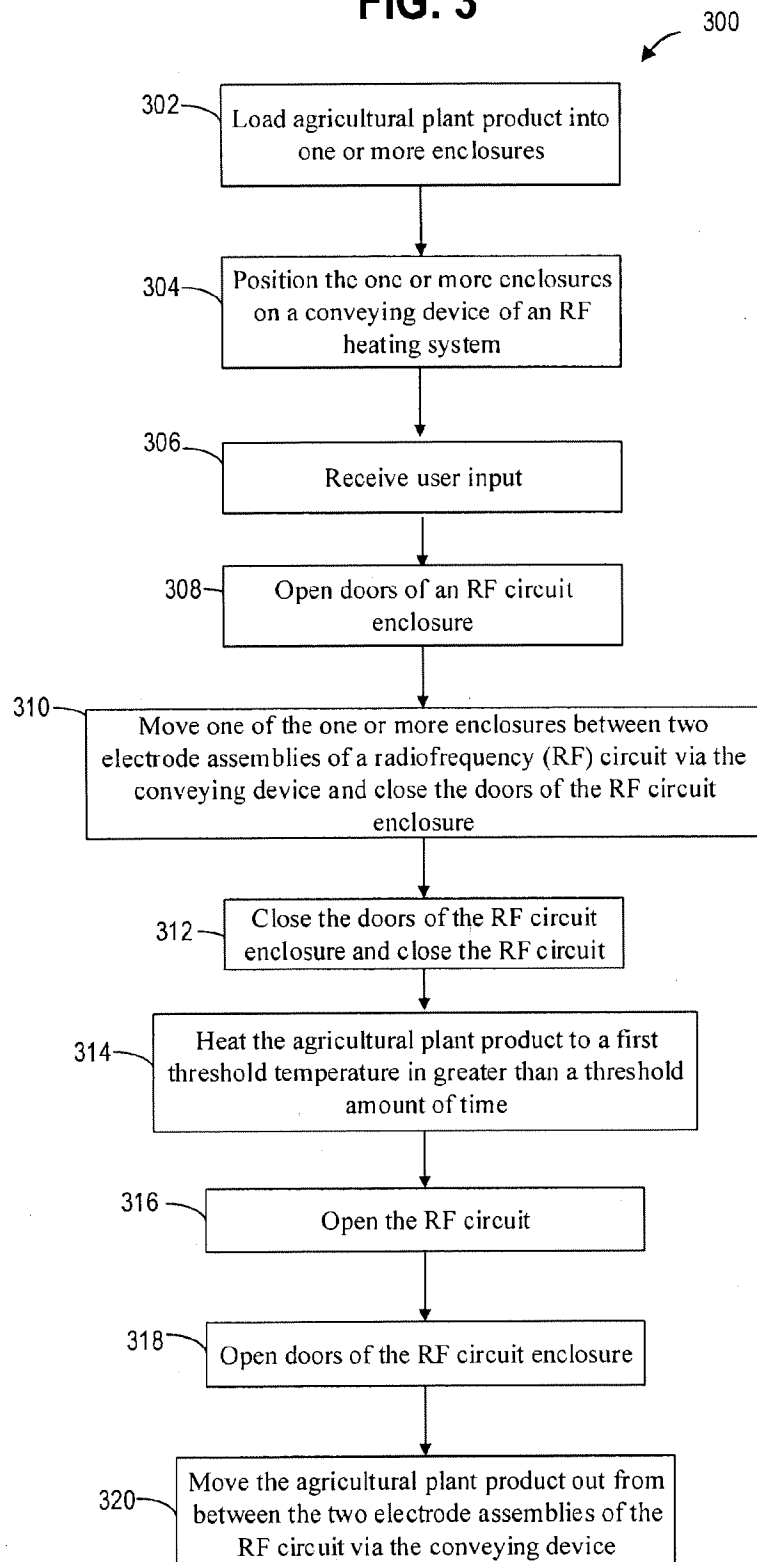 FIG. 3
300
302
Load agricultural plant product into
one or more enclosures
304
Position the one or more enclosures
on a conveying device of an RF
heating system
306
Receive user input
308
Open doors of an RF circuit
enclosure
310
Move one of the one or more enclosures between two
electrode assemblies of a radiofrequency (RF) circuit via the
conveying device and close the doors of the RF circuit
enclosure
312
Close the doors of the RF circuit
enclosure and close the RF circuit
314
Heat the agricultural plant product to a first
threshold temperature in greater than a threshold
amount of time
316
Open the RF circuit
318
Open doors of the RF circuit enclosure
320
Move the agricultural plant product out from
between the two electrode assemblies of the
RF circuit via the conveying device